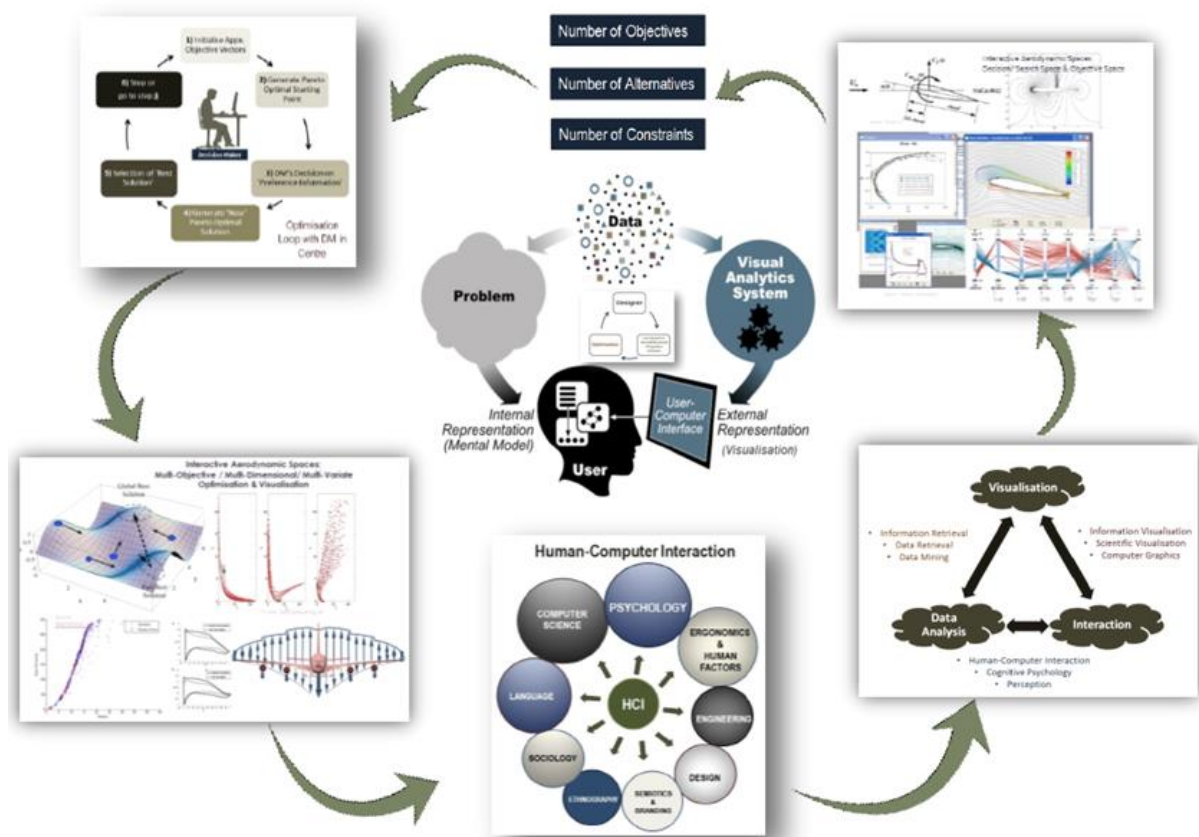 1) Initialise Apps,
Objective Vectors
2) Generate Pareto
Optimal Starting
Point
3) DM's Decision on
'Preference Information'
4) Generate 'New'
Pareto Optimal
Solution
5) Selection of 'Best
Solution'
6) Stop or
go to step 3
Decision Maker
Optimisation
Loop with DM in
Centre
Number of Objectives
Number of Alternatives
Number of Constraints
Interactive Aerodynamic Spaces:
Decision/ Search Space & Objective Space
Data
Problem
Visual
Analytics
System
Designer
Optimisation
Internal
Representation
(Mental Model)
User
User-
Computer
Interface
External
Representation
(Visualisation)
Interactive Aerodynamic Spaces:
Multi-Objective / Multi-Dimensional/ Multi-Variate
Optimisation & Visualisation
Global Best
Solution
Human-Computer Interaction
COMPUTER
SCIENCE
PSYCHOLOGY
ERGONOMICS
&
HUMAN
FACTORS
LANGUAGE
HCI
ENGINEERING
SOCIOLOGY
DESIGN
ETHNOGRAPHY
SEMIOTICS
&
BRANDING
Visualisation
• Information Retrieval
• Data Retrieval
• Data Mining
• Information Visualisation
• Scientific Visualisation
• Computer Graphics
Data
Analysis
Interaction
• Human-Computer Interaction
• Cognitive Psychology
• Perception